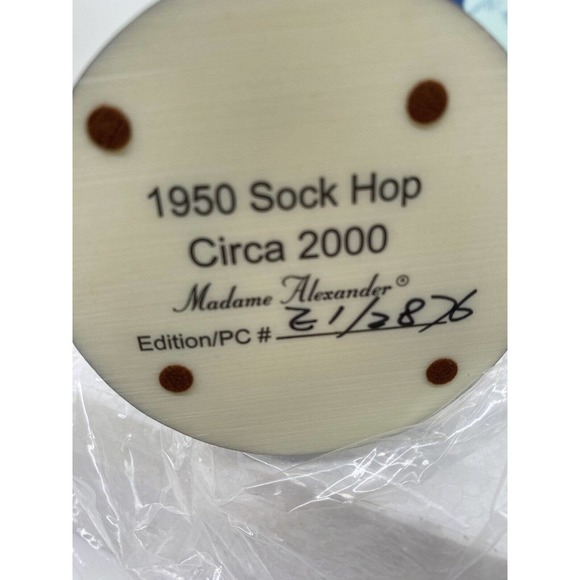 1950 Sock Hop
Circa 2000
Madame Alexander®
Edition/PC # E1/2876